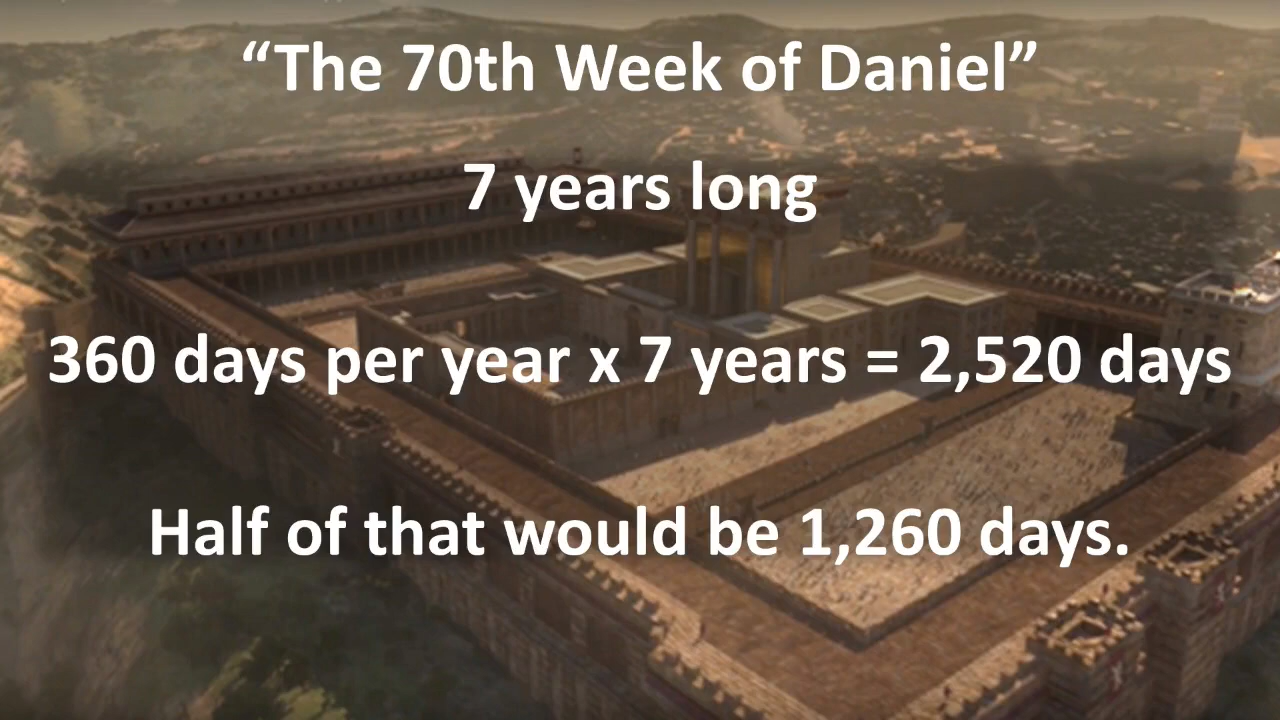 “The 70th Week of Daniel”
7 years long
360 days per year x 7 years = 2,520 days
Half of that would be 1,260 days.